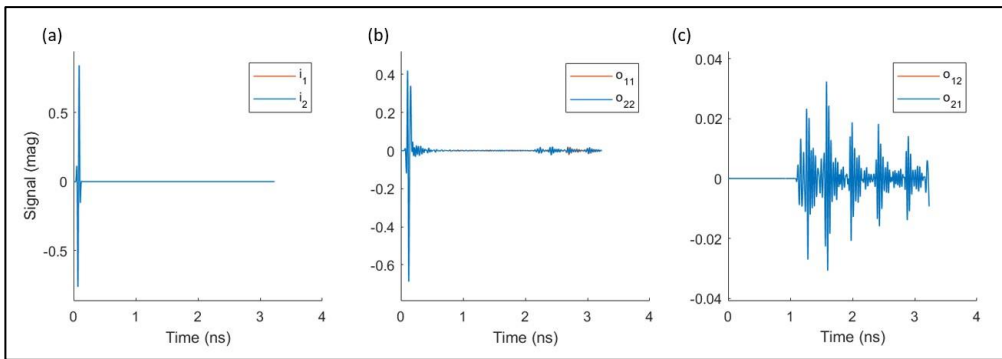 (a)
i₁
i₂
0.5
0
-0.5
Signal (mag)
0 1 2 3 4
Time (ns)
(b)
o₁₁
o₂₂
0.4
0.2
0
-0.2
-0.4
-0.6
0 1 2 3 4
Time (ns)
(c)
o₁₂
o₂₁
0.04
0.02
0
-0.02
-0.04
0 1 2 3 4
Time (ns)